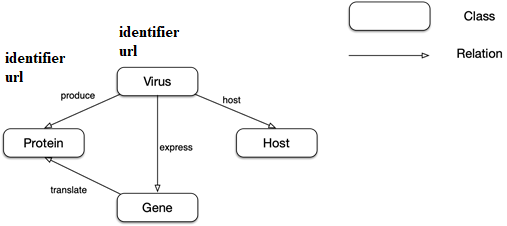 identifier
url
Class
identifier
url
Relation
Virus
produce
host
Protein
express
Host
translate
Gene